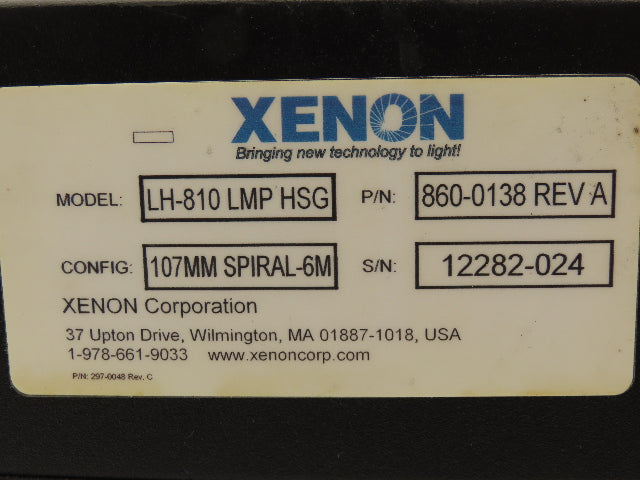 XENON
Bringing new technology to light!
MODEL: LH-810 LMP HSG P/N: 860-0138 REV A
CONFIG: 107MM SPIRAL-6M S/N: 12282-024
XENON Corporation
37 Upton Drive, Wilmington, MA 01887-1018, USA
1-978-661-9033 www.xenoncorp.com
P/N: 297-0048 Rev. C